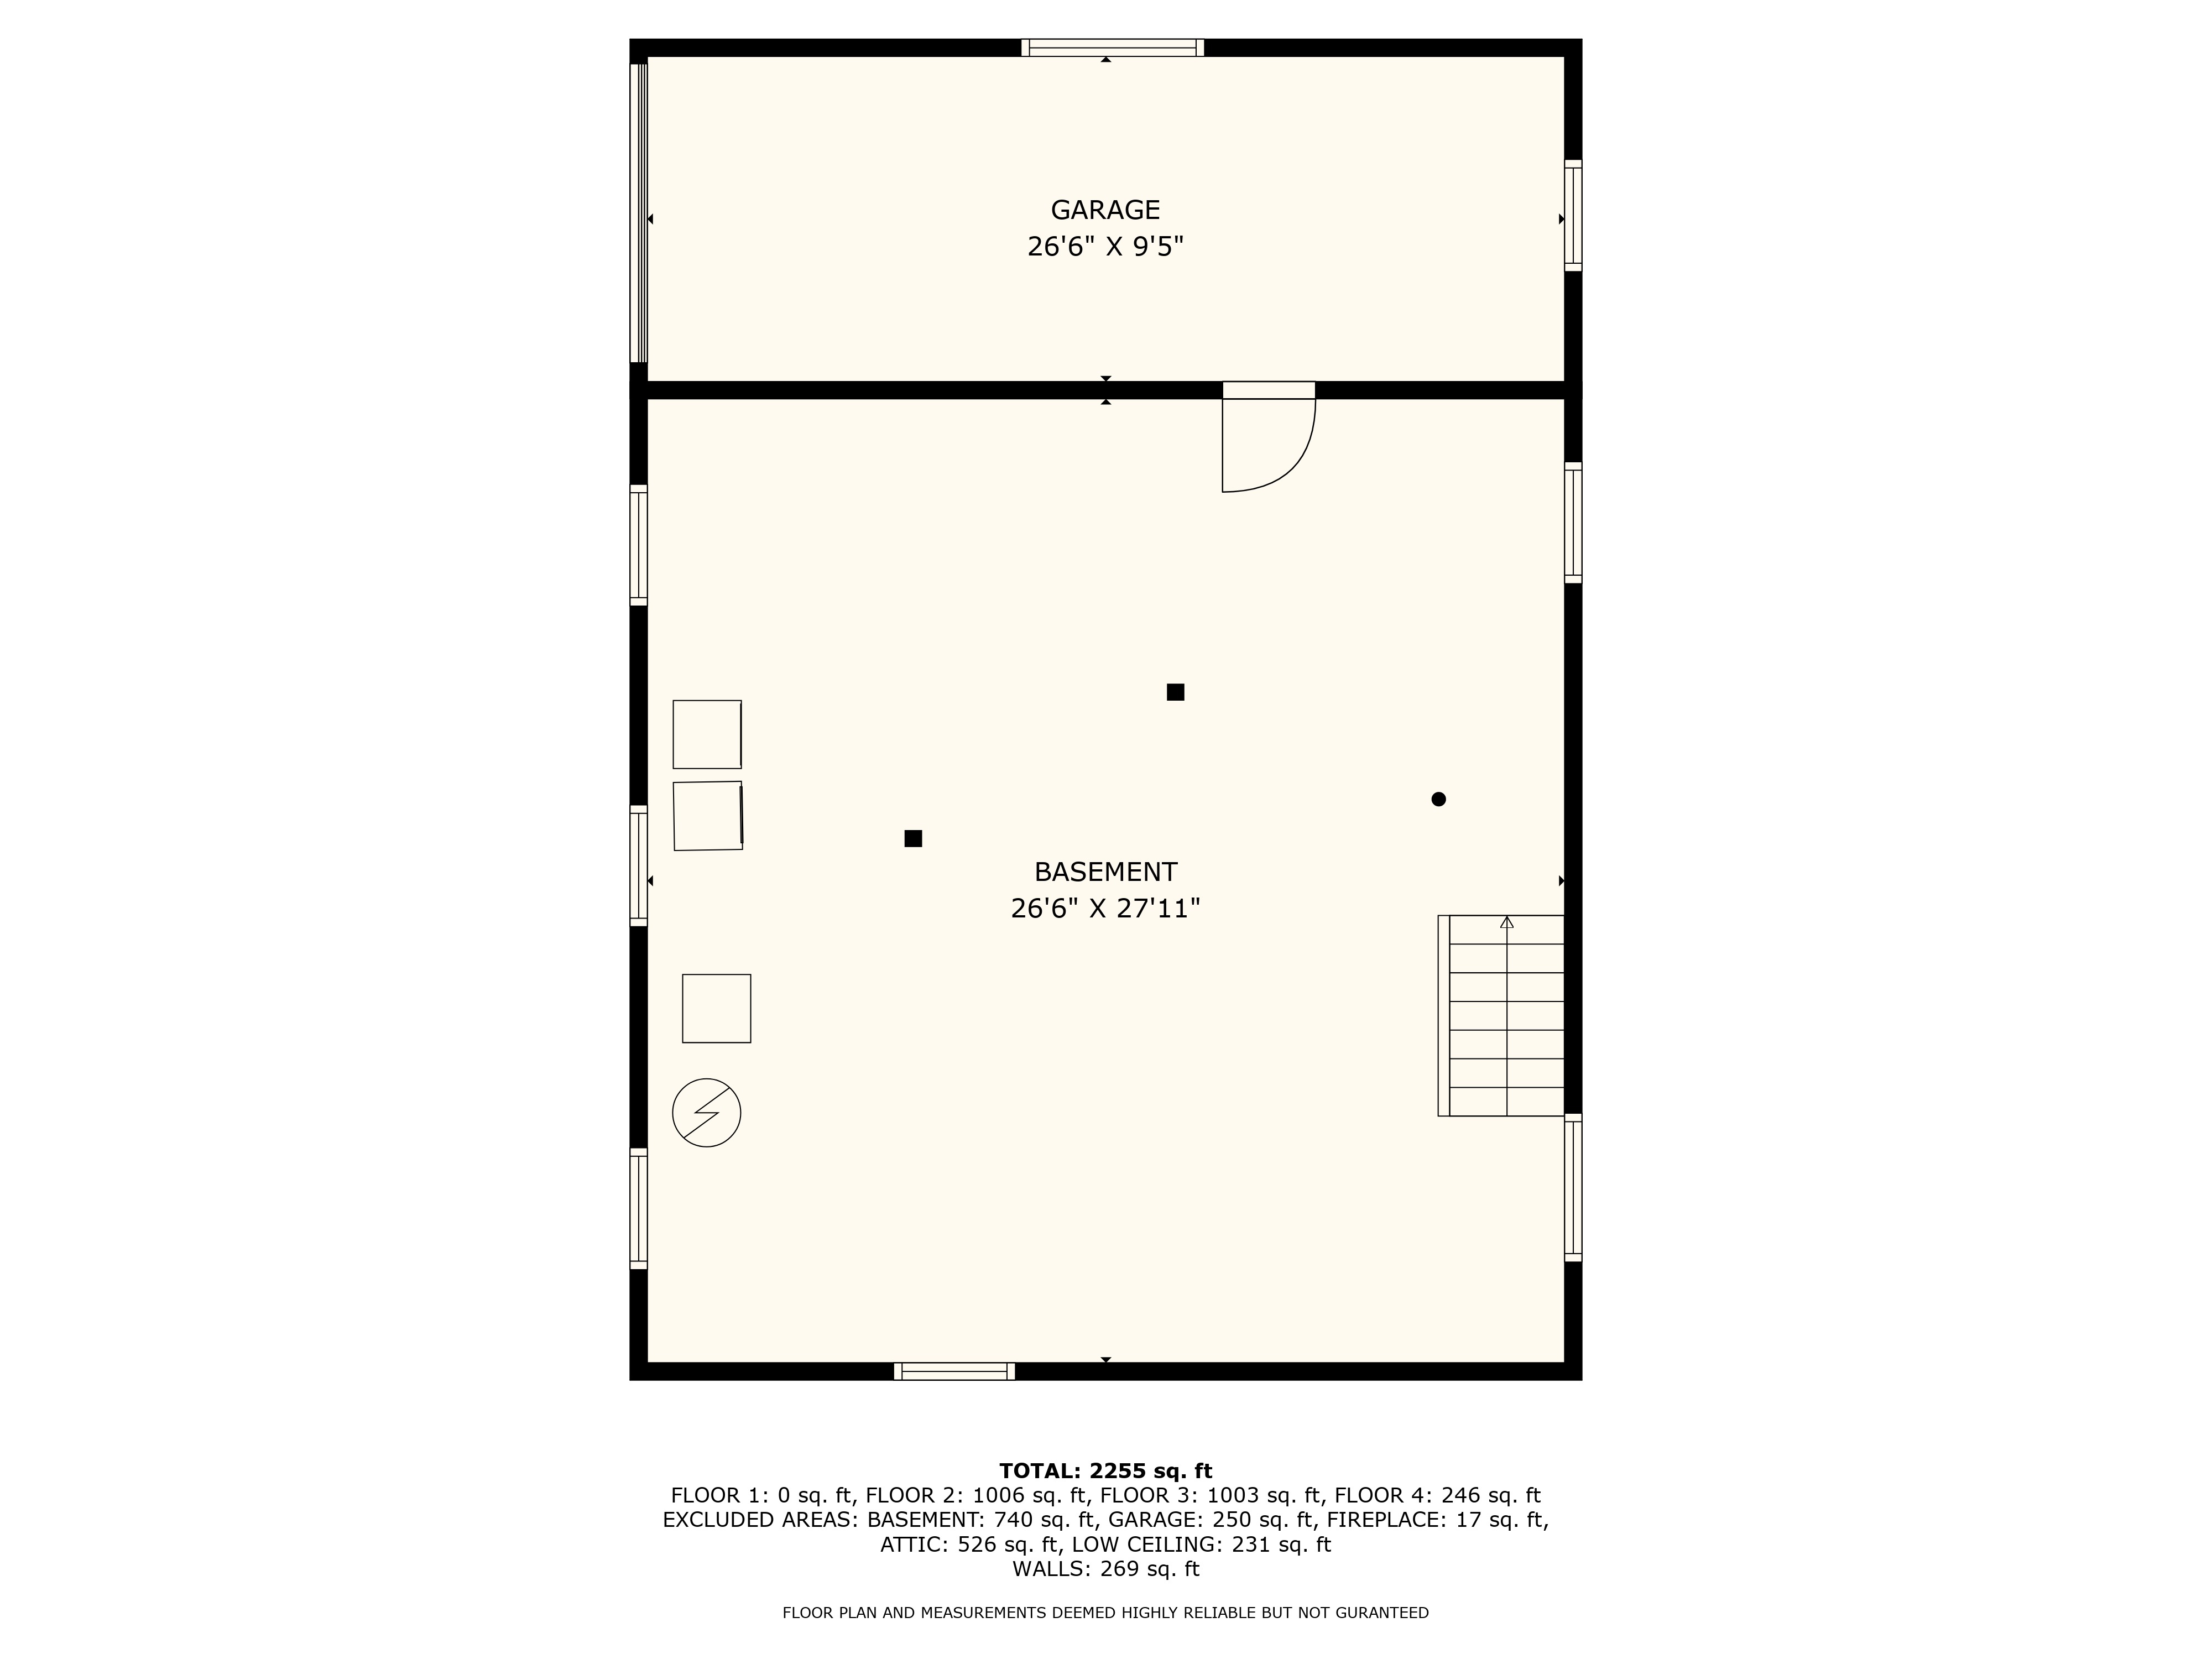 GARAGE
26'6" X 9'5"
BASEMENT
26'6" X 27'11"
TOTAL: 2255 sq. ft
FLOOR 1: 0 sq. ft, FLOOR 2: 1006 sq. ft, FLOOR 3: 1003 sq. ft, FLOOR 4: 246 sq. ft
EXCLUDED AREAS: BASEMENT: 740 sq. ft, GARAGE: 250 sq. ft, FIREPLACE: 17 sq. ft,
ATTIC: 526 sq. ft, LOW CEILING: 231 sq. ft
WALLS: 269 sq. ft
FLOOR PLAN AND MEASUREMENTS DEEMED HIGHLY RELIABLE BUT NOT GURANTEED